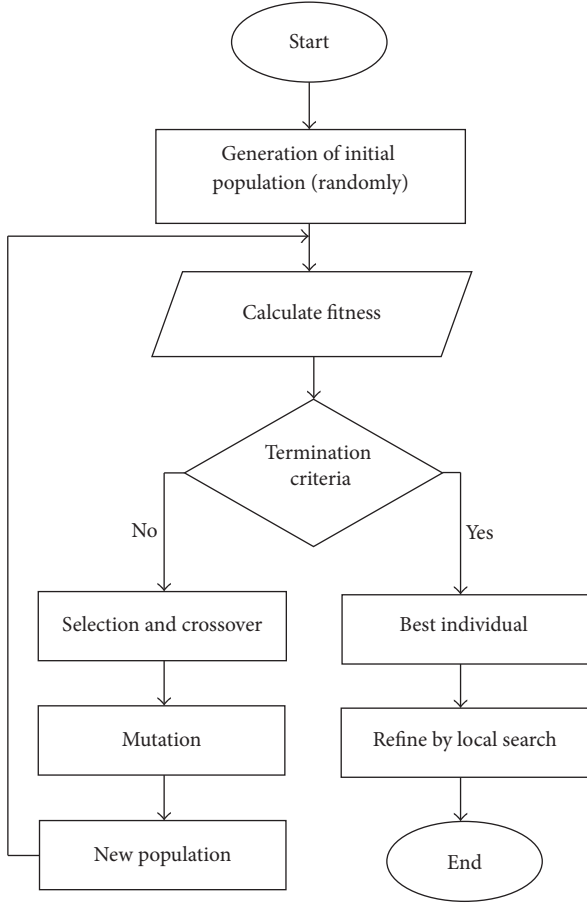 Start
Generation of initial
population (randomly)
Calculate fitness
Termination
criteria
No
Yes
Selection and crossover
Best individual
Mutation
Refine by local search
New population
End